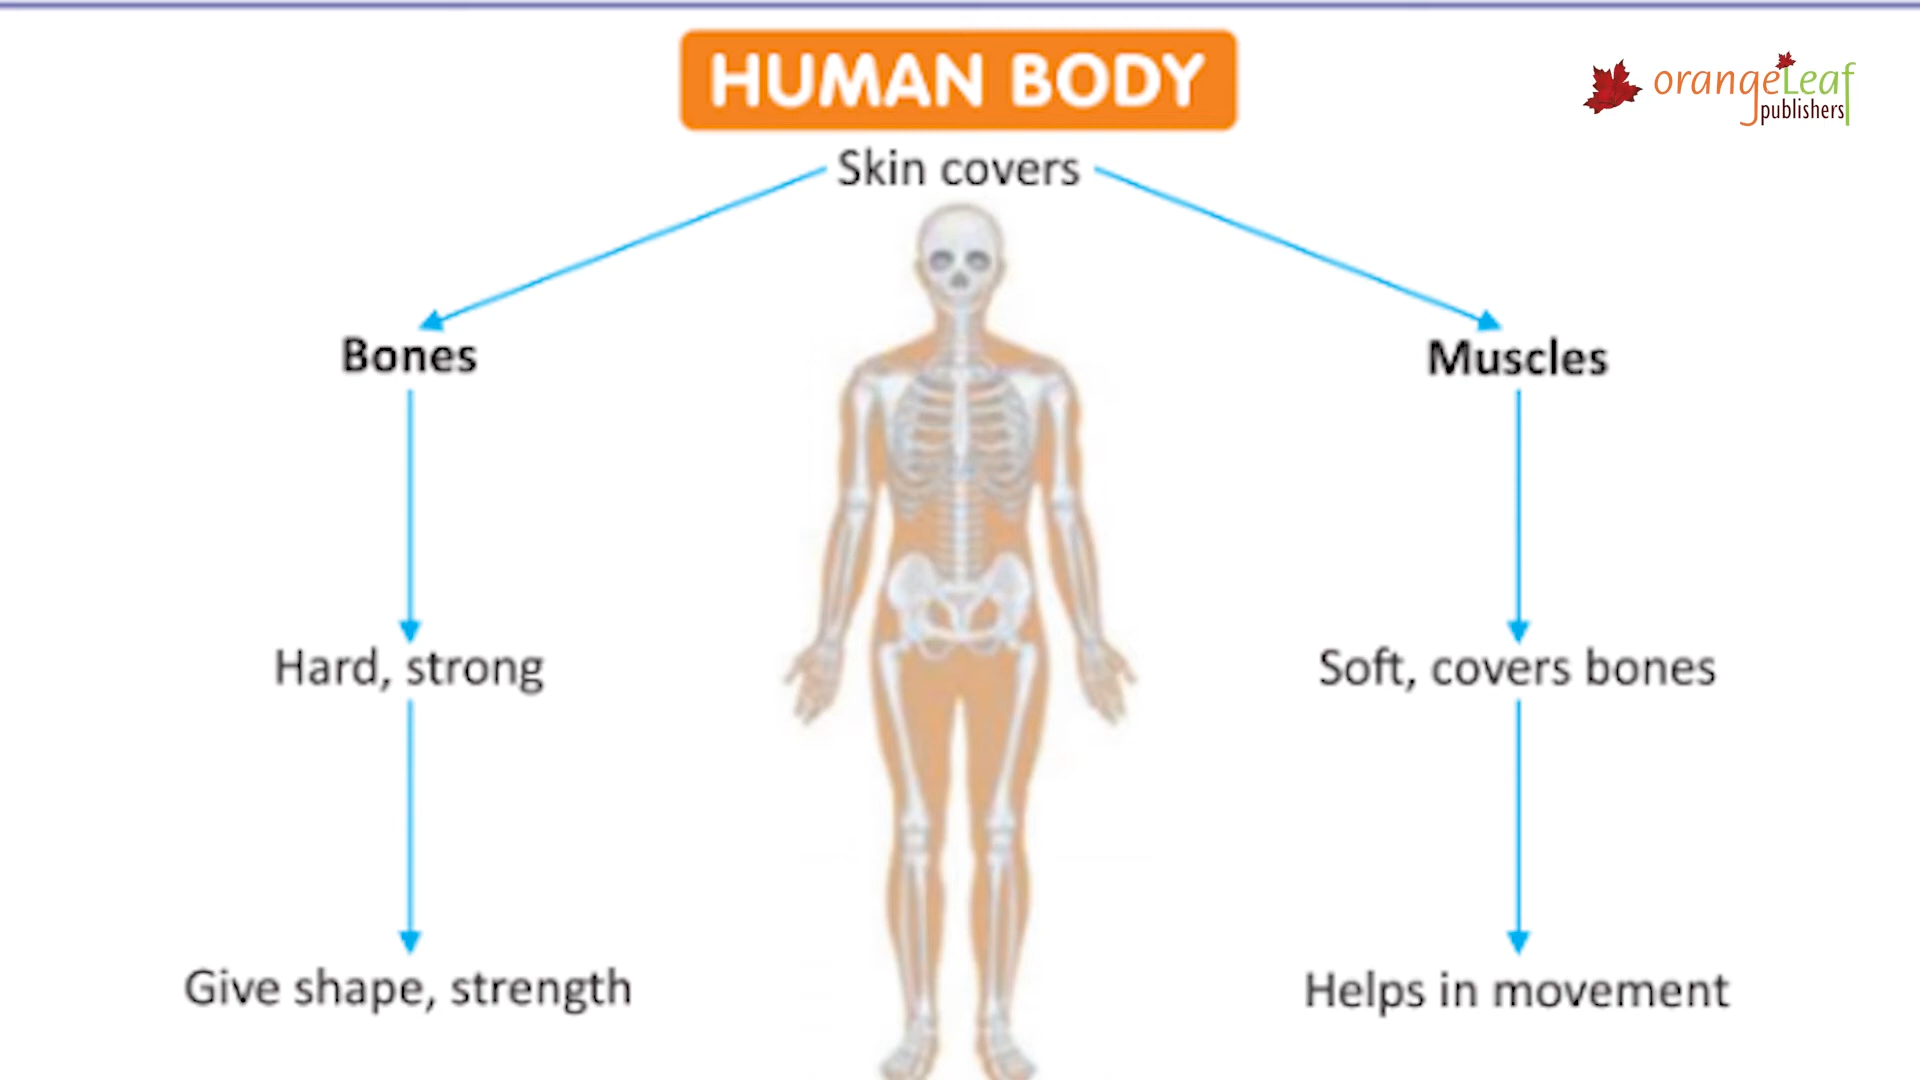 HUMAN BODY
orangeLeaf
publishers
Skin covers
Bones
Muscles
Hard, strong
Soft, covers bones
Give shape, strength
Helps in movement